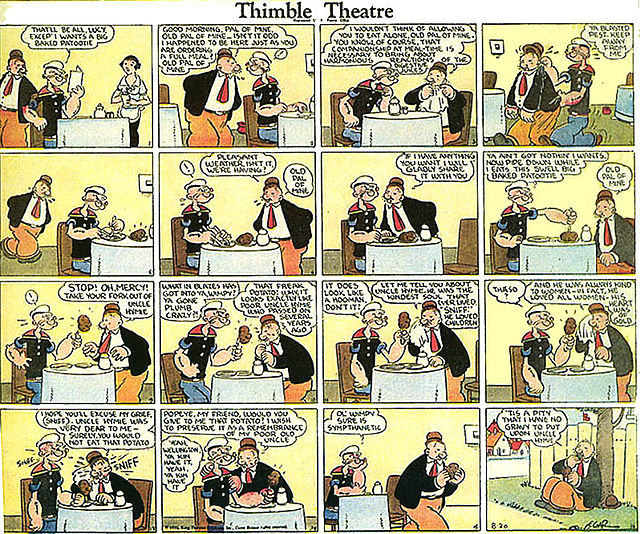 Thimble Theatre
THAT'LL BE ALL, LUCY,
EXCEP' I WANTS A BIG
BAKED POTATOE
GOOD MORNING, PAL OF MINE,
OLD PAL OF MINE — ISN'T IT ODD
I HAPPENED TO BE HERE JUST AS YOU
ARE ORDERING
A FULL MEAL?
OLD PAL OF
MINE
I WOULDN'T THINK OF ALLOWING
YOU TO EAT ALONE, OLD PAL OF MINE.
YOU KNOW, OF COURSE, THAT
COMPANIONSHIP AT MEAL-TIME IS
NECESSARY TO BRING ABOUT
HARMONIOUS REACTIONS OF THE
DIGESTIVE
YA BLASTED
PEST. KEEP
AWAY
FROM
ME
!
PLEASANT
WEATHER, ISN'T IT,
WE'RE HAVING?
OLD
PAL
OF
MINE
IF I HAVE ANYTHING
YOU WANT I WILL
GLADLY SHARE
IT WITH YOU
YA AIN'T GOT NOTHIN' I WANTS.
NOW PIPE DOWN WHILE
I EATS THIS SWELL BIG
BAKED PATOOTIE
OLD
PAL OF
MINE
!
STOP! OH, MERCY!
TAKE YOUR FORK OUT OF
UNCLE
HYMIE
WHAT IN BLAZES HAS
GOT INTO YA, WIMPY?
YA GONE
PLUMB
CRAZY?
THAT FREAK
POTATO! WHY, IT
LOOKS EXACTLY LIKE
POOR UNCLE HYMIE
WHO PASSED ON
SEVERAL
YEARS
AGO
IT DOES
LOOK LIKE
A HOOMAN,
DON'T IT!
LET ME TELL YOU ABOUT
UNCLE HYMIE. HE WAS THE
KINDEST SOUL THAT
EVER LIVED.
"SNIFF"
HE LOVED
CHILDREN
THA'S SO
?
AND HE WAS ALWAYS KIND
TO WOMEN — IN FACT, HE
LOVED ALL WOMEN — HIS
HEART
WAS
OF
GOLD
I HOPE YOU'LL EXCUSE MY GRIEF,
(SNIFF). UNCLE HYMIE WAS
VERY DEAR TO ME —
SURELY, YOU WOULD
NOT EAT THAT POTATO
SNIFF
SNIFF
POPEYE, MY FRIEND, WOULD YOU
GIVE TO ME THAT POTATO? I WISH
TO PRESERVE IT AS A REMEMBRANCE
OF MY POOR OLD
UNCLE
YEAH,
WELLINGTON,
YA KIN
HAVE IT,
YEAH,
YA KIN
HAVE
IT
OL' WIMPY
SURE IS
SYMPTHANETIC
'TIS A PITY
THAT I HAVE NO
GRAVY TO PUT
UPON UNCLE
HYMIE
8-20